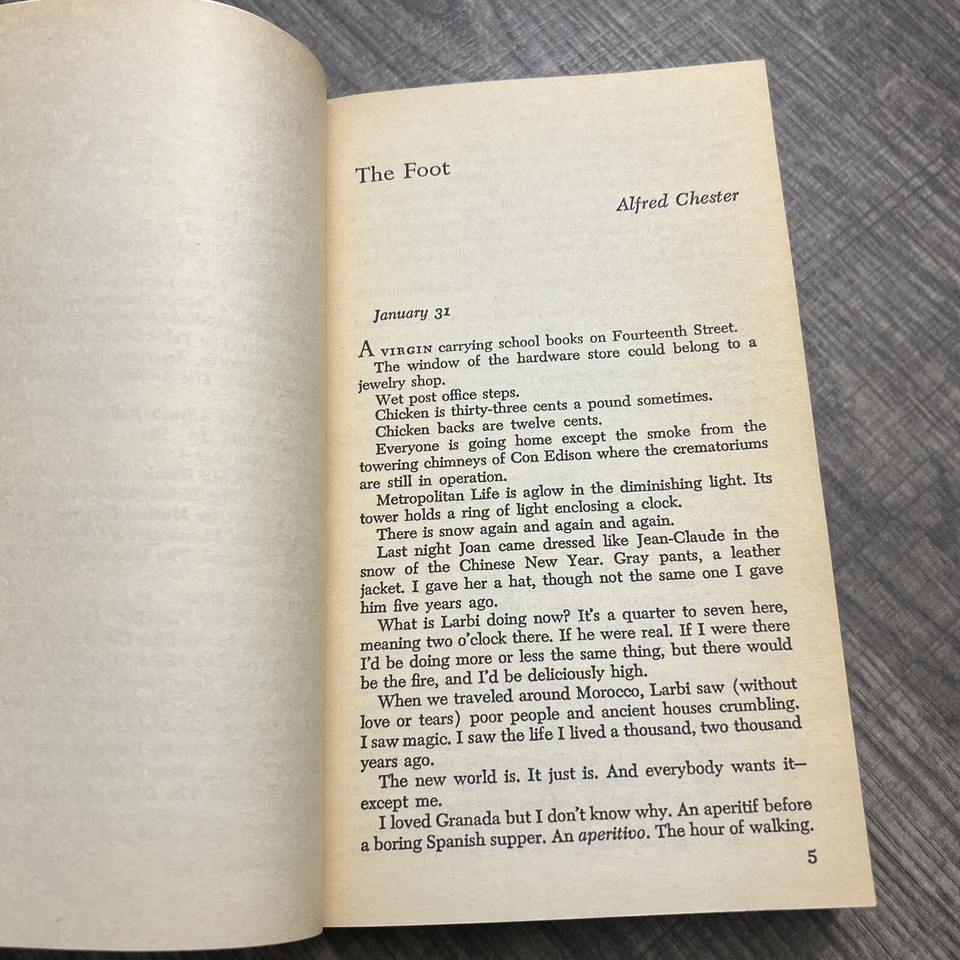 The Foot
Alfred Chester
January 31
A VIRGIN carrying school books on Fourteenth Street.
The window of the hardware store could belong to a
jewelry shop.
Wet post office steps.
Chicken is thirty-three cents a pound sometimes.
Chicken backs are twelve cents.
Everyone is going home except the smoke from the
towering chimneys of Con Edison where the crematoriums
are still in operation.
Metropolitan Life is aglow in the diminishing light. Its
tower holds a ring of light enclosing a clock.
There is snow again and again and again.
Last night Joan came dressed like Jean-Claude in the
snow of the Chinese New Year. Gray pants, a leather
jacket. I gave her a hat, though not the same one I gave
him five years ago.
What is Larbi doing now? It's a quarter to seven here,
meaning two o'clock there. If he were real. If I were there
I'd be doing more or less the same thing, but there would
be the fire, and I'd be deliciously high.
When we traveled around Morocco, Larbi saw (without
love or tears) poor people and ancient houses crumbling.
I saw magic. I saw the life I lived a thousand, two thousand
years ago.
The new world is. It just is. And everybody wants it—
except me.
I loved Granada but I don't know why. An aperitif before
a boring Spanish supper. An aperitivo. The hour of walking.
5